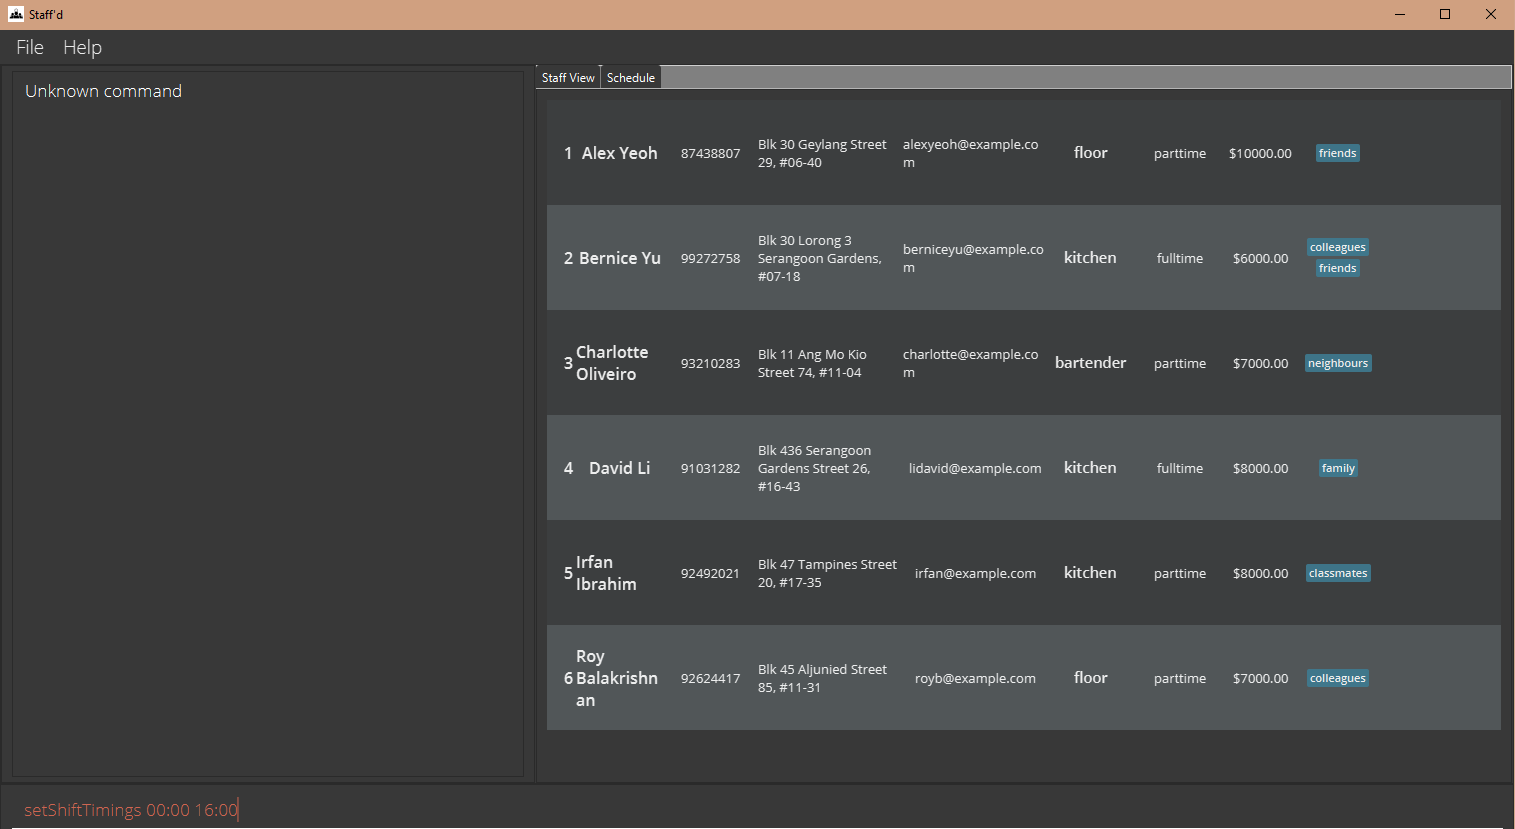 Staff'd
File Help
Unknown command
Staff View Schedule
1 Alex Yeoh 87438807 Blk 30 Geylang Street
29, #06-40 alexyeoh@example.co
m floor parttime $10000.00 friends
2 Bernice Yu 99272758 Blk 30 Lorong 3
Serangoon Gardens,
#07-18 berniceyu@example.co
m kitchen fulltime $6000.00 colleagues
friends
3 Charlotte
Oliveiro 93210283 Blk 11 Ang Mo Kio
Street 74, #11-04 charlotte@example.co
m bartender parttime $7000.00 neighbours
4 David Li 91031282 Blk 436 Serangoon
Gardens Street 26,
#16-43 lidavid@example.com kitchen fulltime $8000.00 family
5 Irfan
Ibrahim 92492021 Blk 47 Tampines Street
20, #17-35 irfan@example.com kitchen parttime $8000.00 classmates
6 Roy
Balakrishn
an 92624417 Blk 45 Aljunied Street
85, #11-31 royb@example.com floor parttime $7000.00 colleagues
setShiftTimings 00:00 16:00